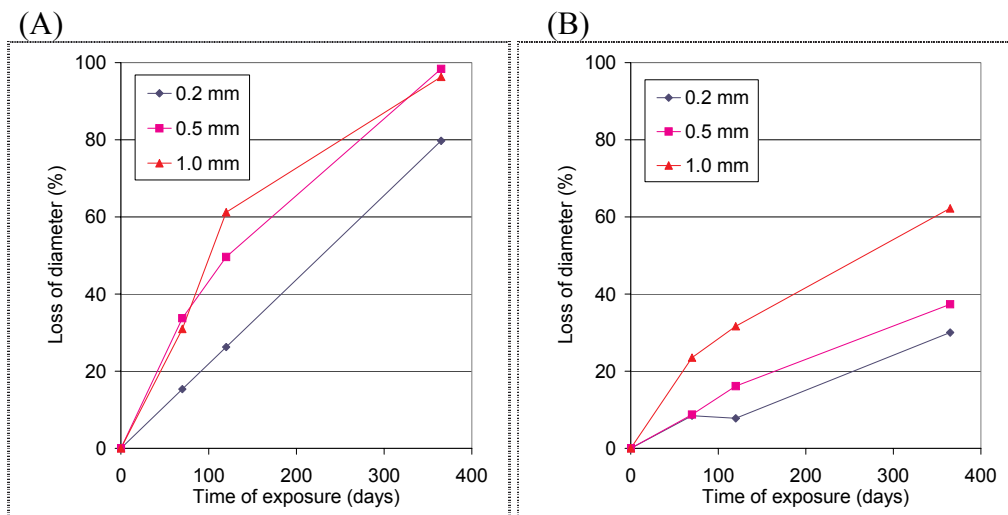 (A)
Loss of diameter (%)
100
80
60
40
20
0
0.2 mm
0.5 mm
1.0 mm
0 100 200 300 400
Time of exposure (days)
(B)
Loss of diameter (%)
100
80
60
40
20
0
0.2 mm
0.5 mm
1.0 mm
0 100 200 300 400
Time of exposure (days)